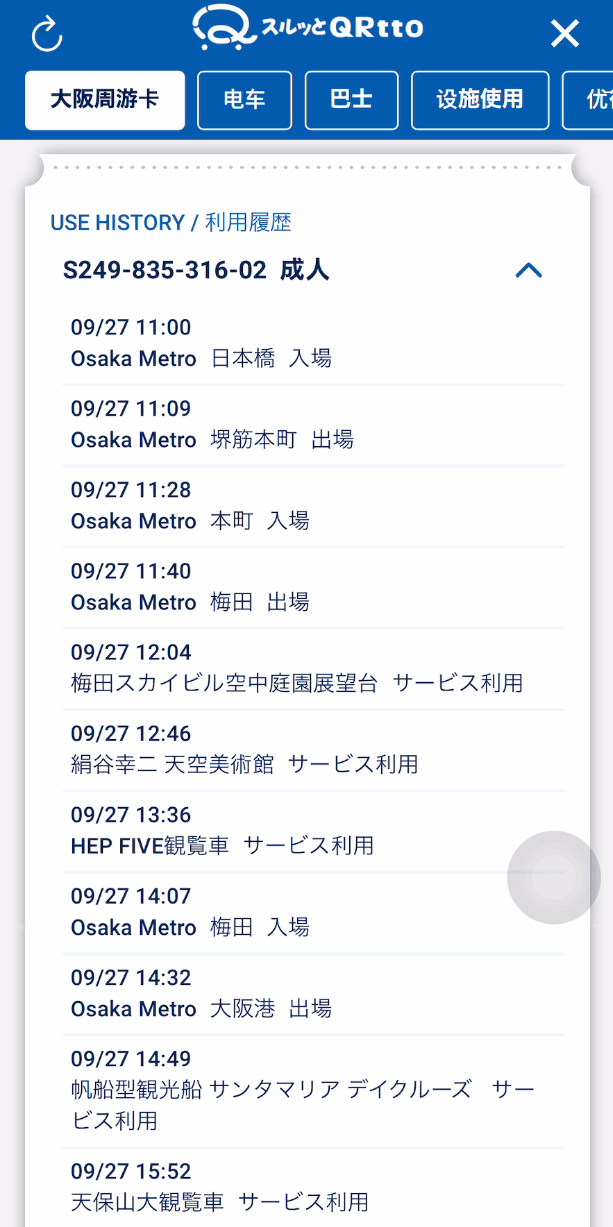 スルッとQRtto
大阪周游卡 电车 巴士 设施使用 优
USE HISTORY / 利用履歴
S249-835-316-02 成人
09/27 11:00
Osaka Metro 日本橋 入場
09/27 11:09
Osaka Metro 堺筋本町 出場
09/27 11:28
Osaka Metro 本町 入場
09/27 11:40
Osaka Metro 梅田 出場
09/27 12:04
梅田スカイビル空中庭園展望台 サービス利用
09/27 12:46
絹谷幸二 天空美術館 サービス利用
09/27 13:36
HEP FIVE観覧車 サービス利用
09/27 14:07
Osaka Metro 梅田 入場
09/27 14:32
Osaka Metro 大阪港 出場
09/27 14:49
帆船型観光船 サンタマリア デイクルーズ サー
ビス利用
09/27 15:52
天保山大観覧車 サービス利用